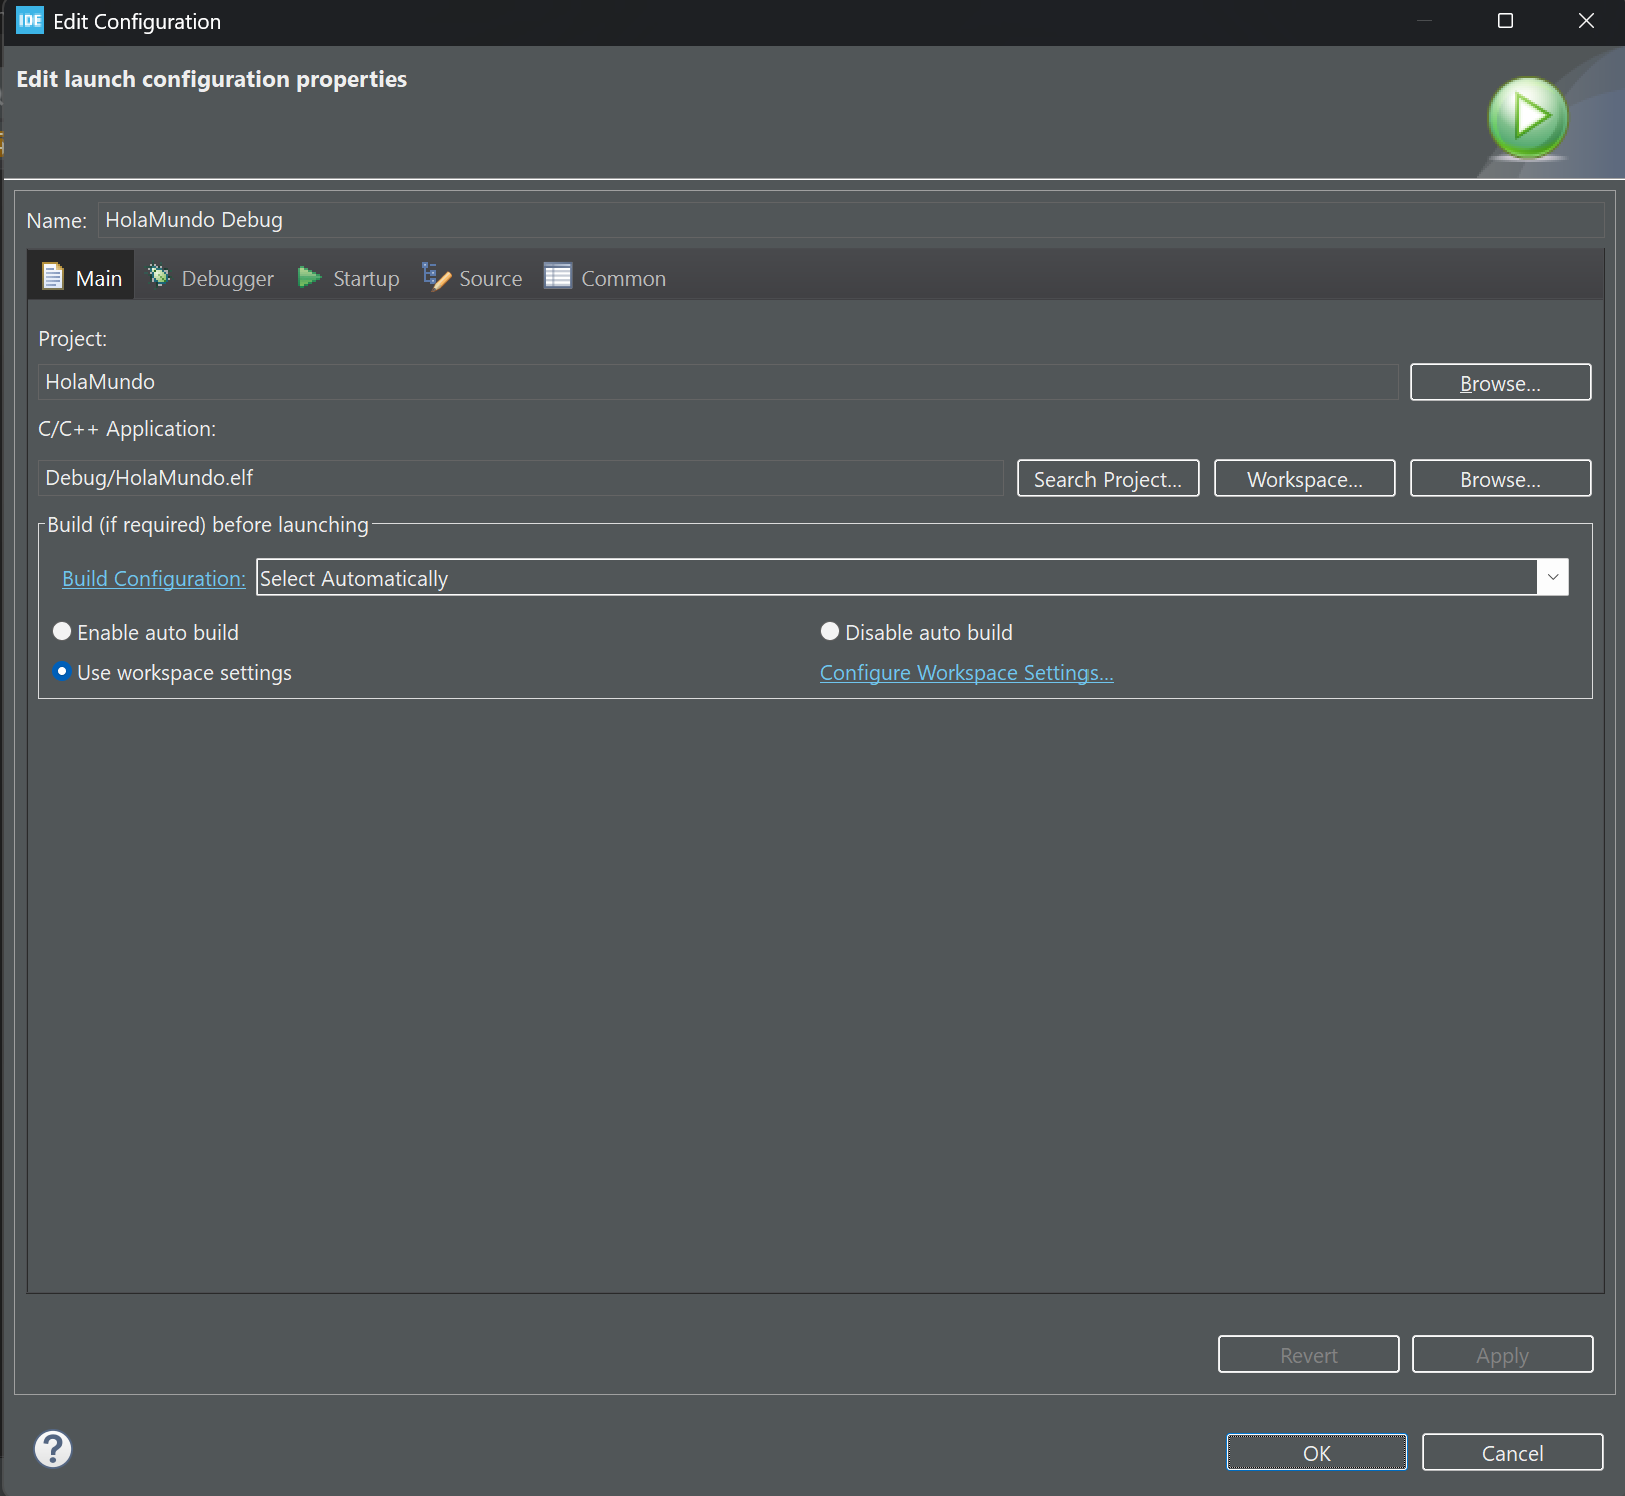 IDE Edit Configuration
Edit launch configuration properties
Name: HolaMundo Debug
Main Debugger Startup Source Common
Project:
HolaMundo Browse...
C/C++ Application:
Debug/HolaMundo.elf Search Project... Workspace... Browse...
Build (if required) before launching
Build Configuration: Select Automatically
Enable auto build Disable auto build
Use workspace settings Configure Workspace Settings...
Revert Apply
? OK Cancel